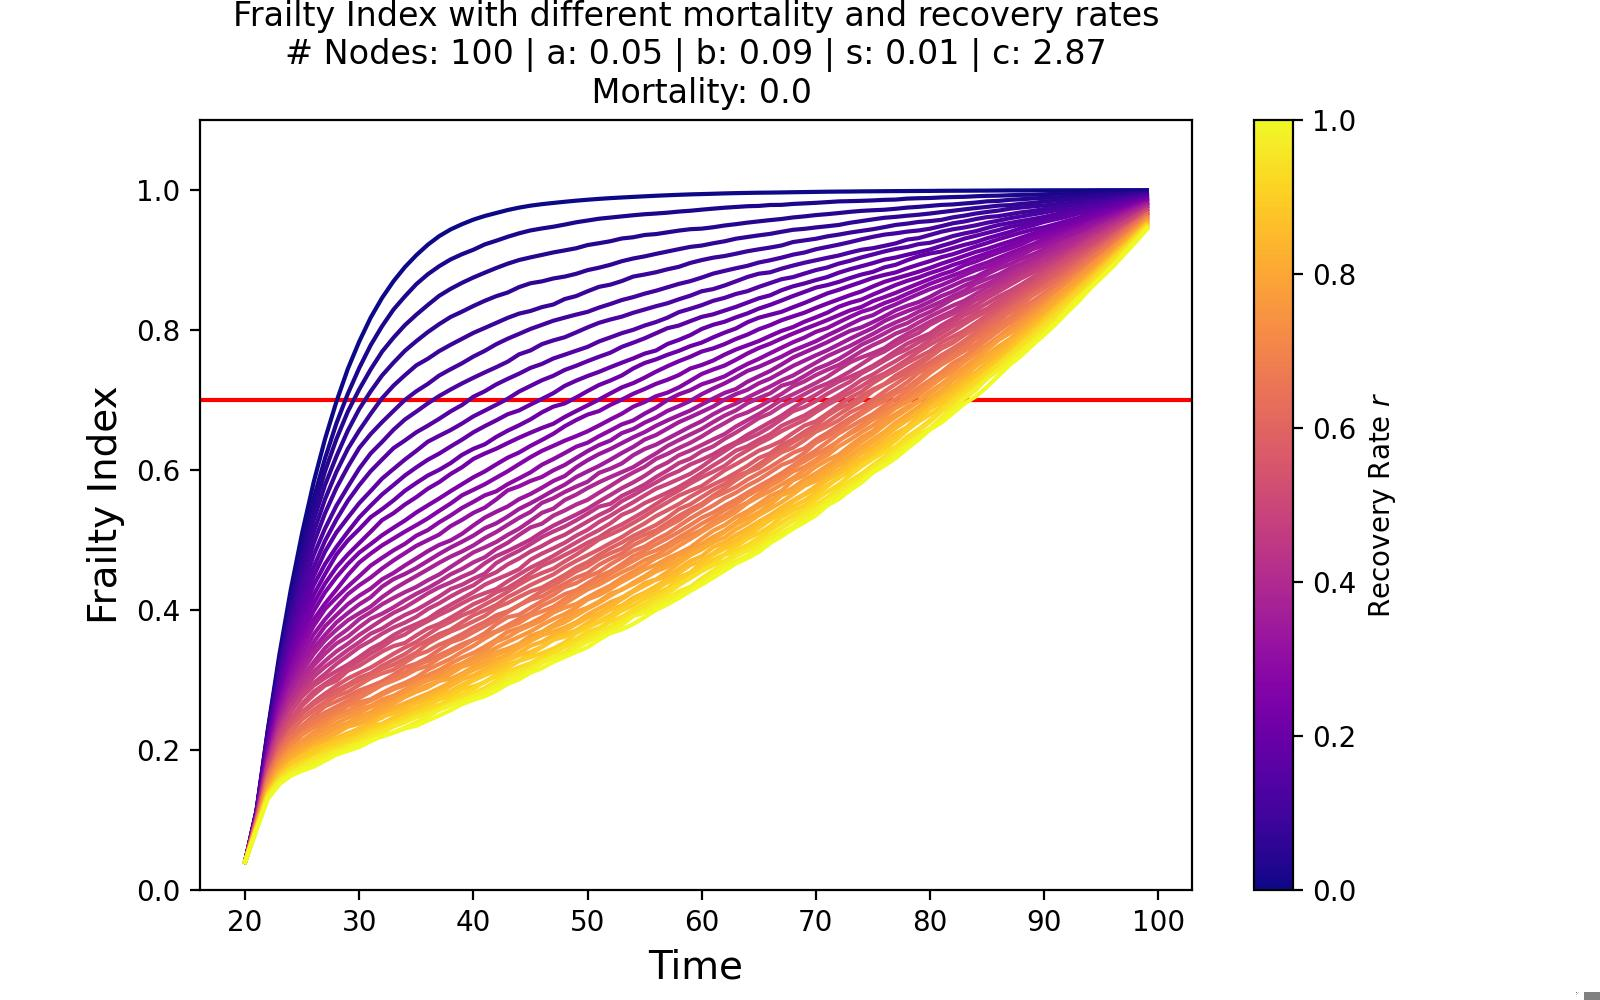 Frailty Index with different mortality and recovery rates
# Nodes: 100 | a: 0.05 | b: 0.09 | s: 0.01 | c: 2.87
Mortality: 0.0
Frailty Index
1.0
0.8
0.6
0.4
0.2
0.0
20 30 40 50 60 70 80 90 100
Time
1.0
0.8
0.6
0.4
0.2
0.0
Recovery Rate r